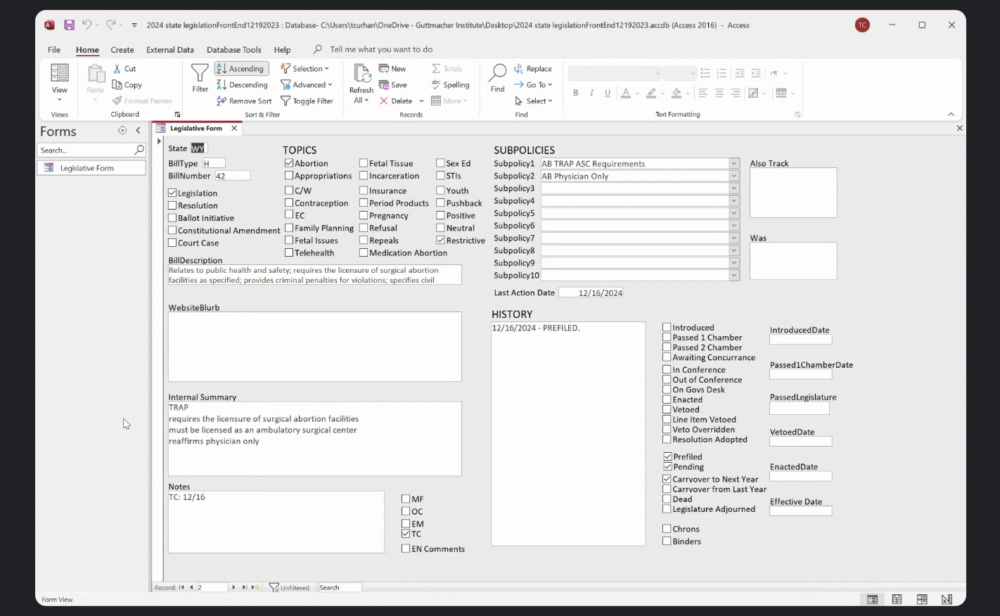 2024 state legislationFrontEnd12192023 : Database- C:\Users\tcurhan\OneDrive - Guttmacher Institute\Desktop\2024 state legislationFrontEnd12192023.accdb (Access 2016) - Access
TC
File Home Create External Data Database Tools Help Tell me what you want to do
View
Views
Paste
Cut
Copy
Format Painter
Clipboard
Filter
Ascending
Descending
Remove Sort
Selection
Advanced
Toggle Filter
Sort & Filter
Refresh All
New
Save
Delete
Totals
Spelling
More
Records
Find
Replace
Go To
Select
Find
B I U A
Text Formatting
Forms
Search...
Legislative Form
Legislative Form
State WY
BillType H
BillNumber 42
Legislation
Resolution
Ballot Initiative
Constitutional Amendment
Court Case
TOPICS
Abortion Fetal Tissue Sex Ed
Appropriations Incarceration STIs
C/W Insurance Youth
Contraception Period Products Pushback
EC Pregnancy Positive
Family Planning Refusal Neutral
Fetal Issues Repeals Restrictive
Telehealth Medication Abortion
BillDescription
Relates to public health and safety; requires the licensure of surgical abortion
facilities as specified; provides criminal penalties for violations; specifies civil
WebsiteBlurb
Internal Summary
TRAP
requires the licensure of surgical abortion facilities
must be licensed as an ambulatory surgical center
reaffirms physician only
Notes
TC: 12/16
MF
OC
EM
TC
EN Comments
SUBPOLICIES
Subpolicy1 AB TRAP ASC Requirements
Subpolicy2 AB Physician Only
Subpolicy3
Subpolicy4
Subpolicy5
Subpolicy6
Subpolicy7
Subpolicy8
Subpolicy9
Subpolicy10
Also Track
Was
Last Action Date 12/16/2024
HISTORY
12/16/2024 - PREFILED.
Introduced
Passed 1 Chamber
Passed 2 Chamber
Awaiting Concurrance
In Conference
Out of Conference
On Govs Desk
Enacted
Vetoed
Line Item Vetoed
Veto Overridden
Resolution Adopted
Prefiled
Pending
Carryover to Next Year
Carryover from Last Year
Dead
Legislature Adjourned
Chrons
Binders
IntroducedDate
Passed1ChamberDate
PassedLegislature
VetoedDate
EnactedDate
Effective Date
Record: 2 Unfiltered Search
Form View